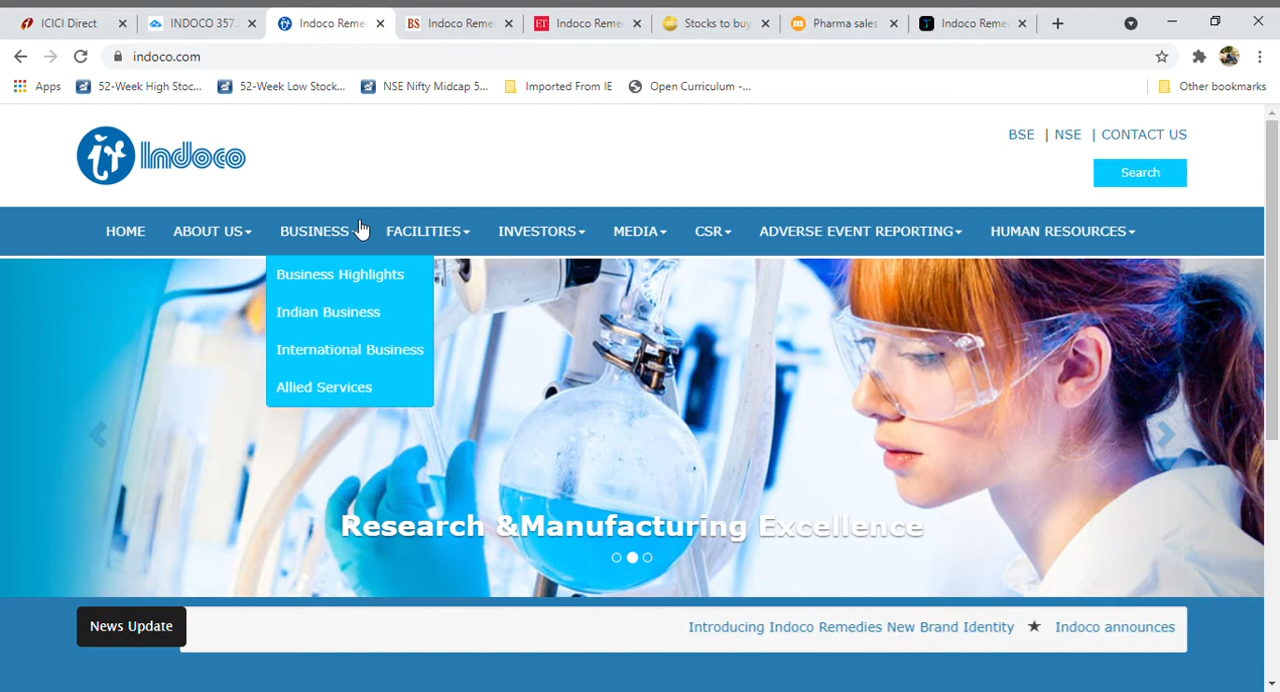 ICICI Direct
INDOCO 357.
Indoco Reme
Indoco Reme
Indoco Reme
Stocks to buy
Pharma sales
Indoco Reme
indoco.com
Apps
52-Week High Stoc...
52-Week Low Stock...
NSE Nifty Midcap 5...
Imported From IE
Open Curriculum -...
Other bookmarks
Indoco
BSE | NSE | CONTACT US
Search
HOME ABOUT US BUSINESS FACILITIES INVESTORS MEDIA CSR ADVERSE EVENT REPORTING HUMAN RESOURCES
Business Highlights
Indian Business
International Business
Allied Services
Research &Manufacturing Excellence
News Update
Introducing Indoco Remedies New Brand Identity ★ Indoco announces